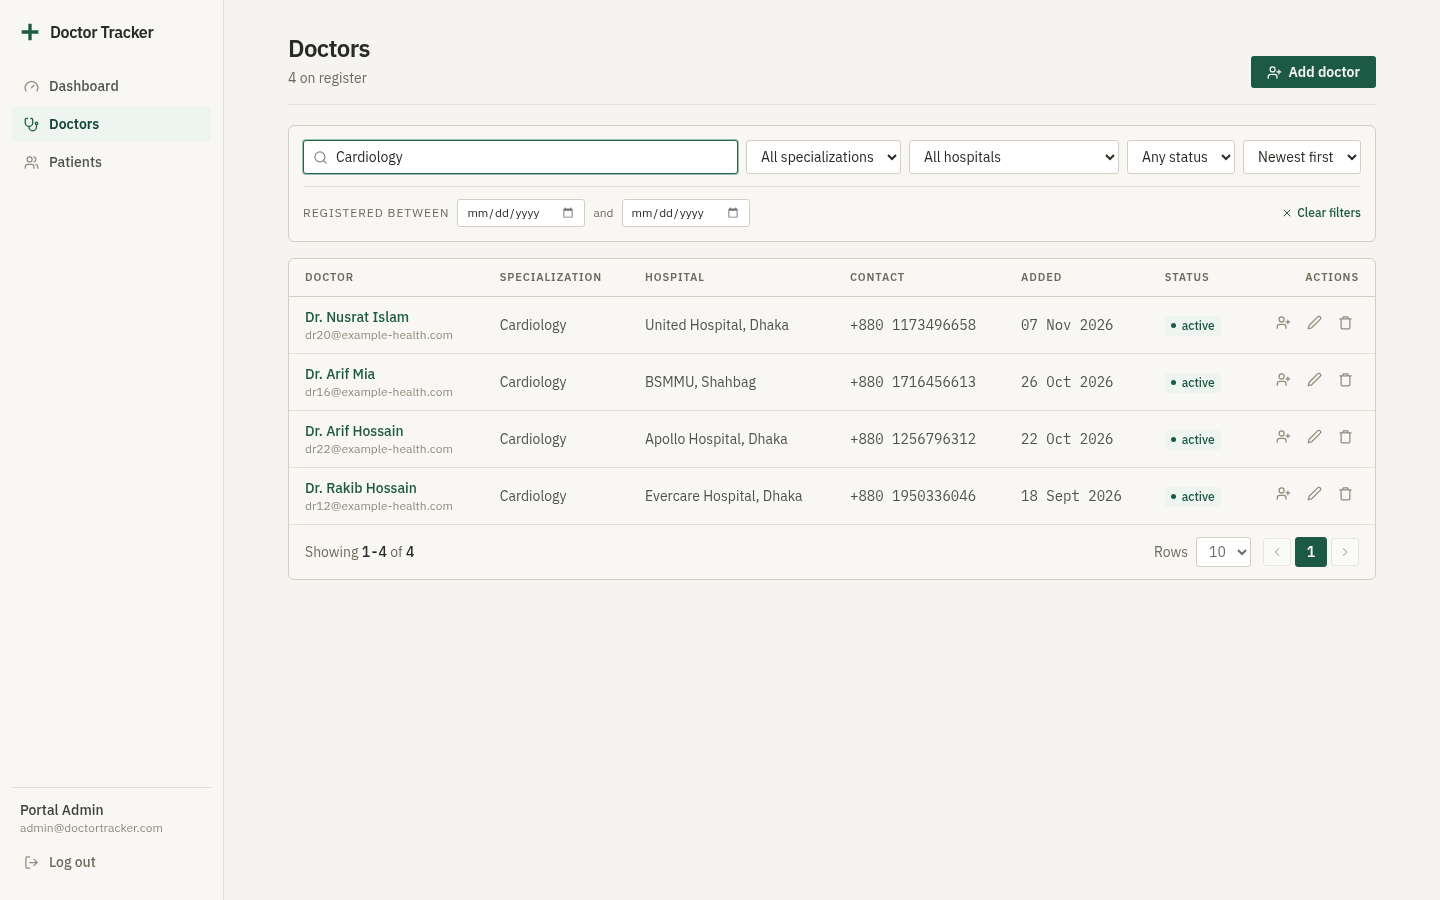 Doctor Tracker
Dashboard
Doctors
Patients
Portal Admin
admin@doctortracker.com
Log out
Doctors
4 on register
Add doctor
Cardiology
All specializations
All hospitals
Any status
Newest first
REGISTERED BETWEEN mm/dd/yyyy and mm/dd/yyyy Clear filters
DOCTOR SPECIALIZATION HOSPITAL CONTACT ADDED STATUS ACTIONS
Dr. Nusrat Islam
dr20@example-health.com
Cardiology United Hospital, Dhaka +880 1173496658 07 Nov 2026 active
Dr. Arif Mia
dr16@example-health.com
Cardiology BSMMU, Shahbag +880 1716456613 26 Oct 2026 active
Dr. Arif Hossain
dr22@example-health.com
Cardiology Apollo Hospital, Dhaka +880 1256796312 22 Oct 2026 active
Dr. Rakib Hossain
dr12@example-health.com
Cardiology Evercare Hospital, Dhaka +880 1950336046 18 Sept 2026 active
Showing 1-4 of 4 Rows 10 1